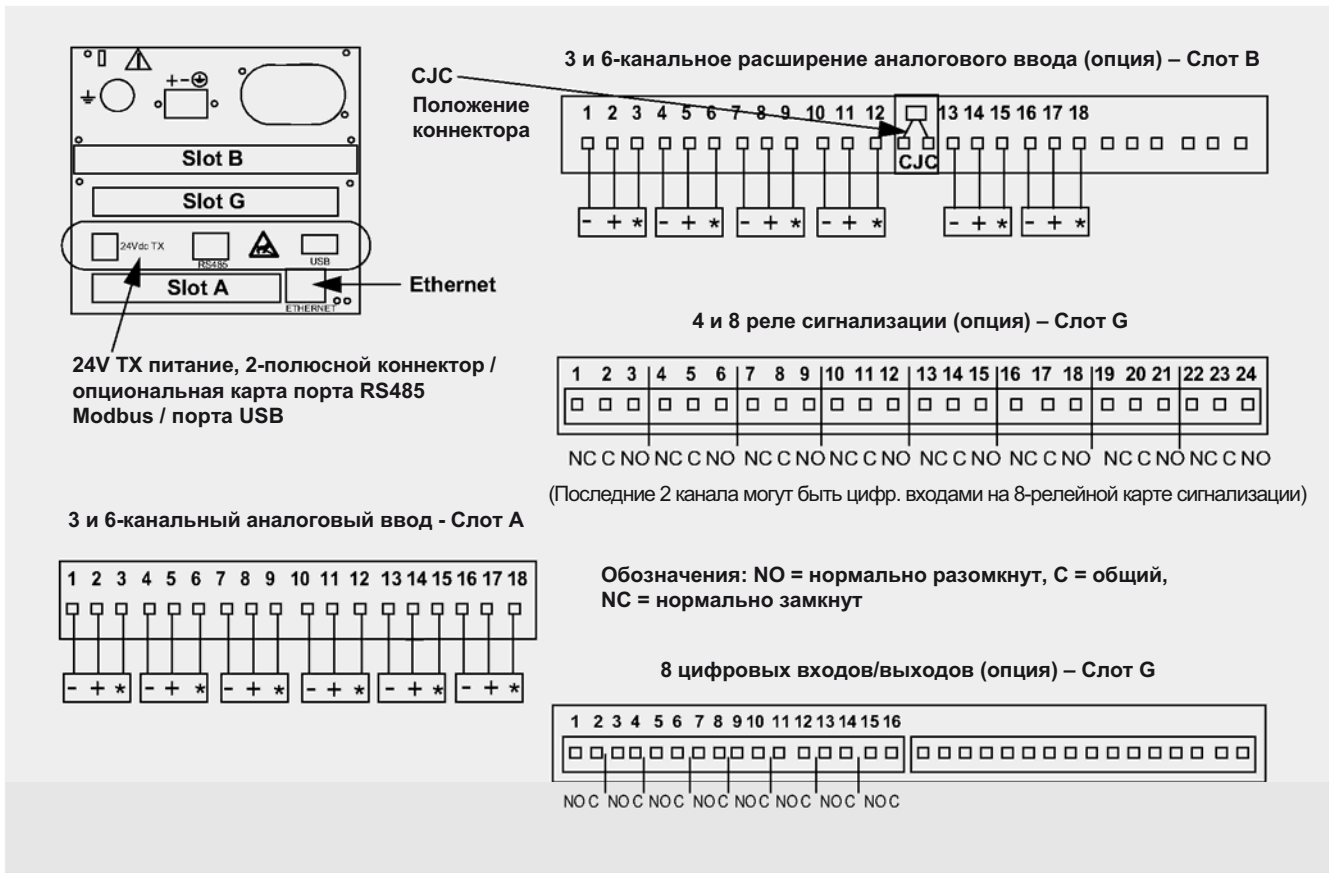 + - ⏚
Slot B
Slot G
24Vdc TX
RS485
USB
Slot A
ETHERNET
CJC
Положение
коннектора
Ethernet
24V TX питание, 2-полюсной коннектор /
опциональная карта порта RS485
Modbus / порта USB
3 и 6-канальное расширение аналогового ввода (опция) – Слот B
1 2 3 4 5 6 7 8 9 10 11 12 13 14 15 16 17 18
CJC
- + * - + * - + * - + * - + * - + *
4 и 8 реле сигнализации (опция) – Слот G
1 2 3 4 5 6 7 8 9 10 11 12 13 14 15 16 17 18 19 20 21 22 23 24
NC C NO NC C NO NC C NO NC C NO NC C NO NC C NO NC C NO NC C NO
(Последние 2 канала могут быть цифр. входами на 8-релейной карте сигнализации)
3 и 6-канальный аналоговый ввод - Слот A
1 2 3 4 5 6 7 8 9 10 11 12 13 14 15 16 17 18
- + * - + * - + * - + * - + * - + *
Обозначения: NO = нормально разомкнут, C = общий,
NC = нормально замкнут
8 цифровых входов/выходов (опция) – Слот G
1 2 3 4 5 6 7 8 9 10 11 12 13 14 15 16
NO C NO C NO C NO C NO C NO C NO C NO C